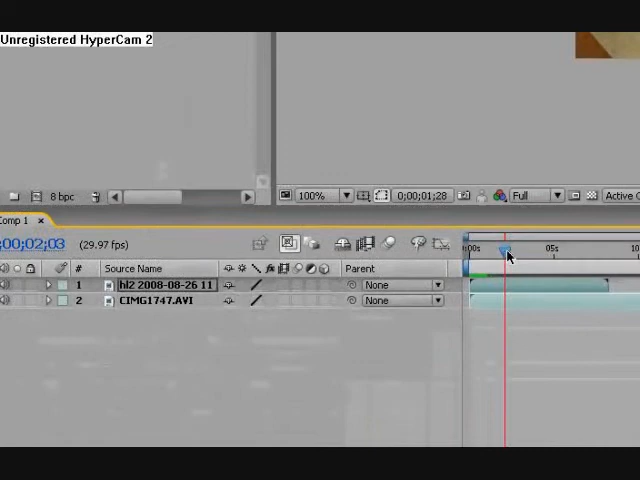 Unregistered HyperCam 2
8 bpc
100%
0;00;01;28
Full
Active C
Comp 1 ×
0;00;02;03
(29.97 fps)
:00s
05s
10
#
Source Name
Parent
1
hl2 2008-08-26 11
None
2
CIMG1747.AVI
None